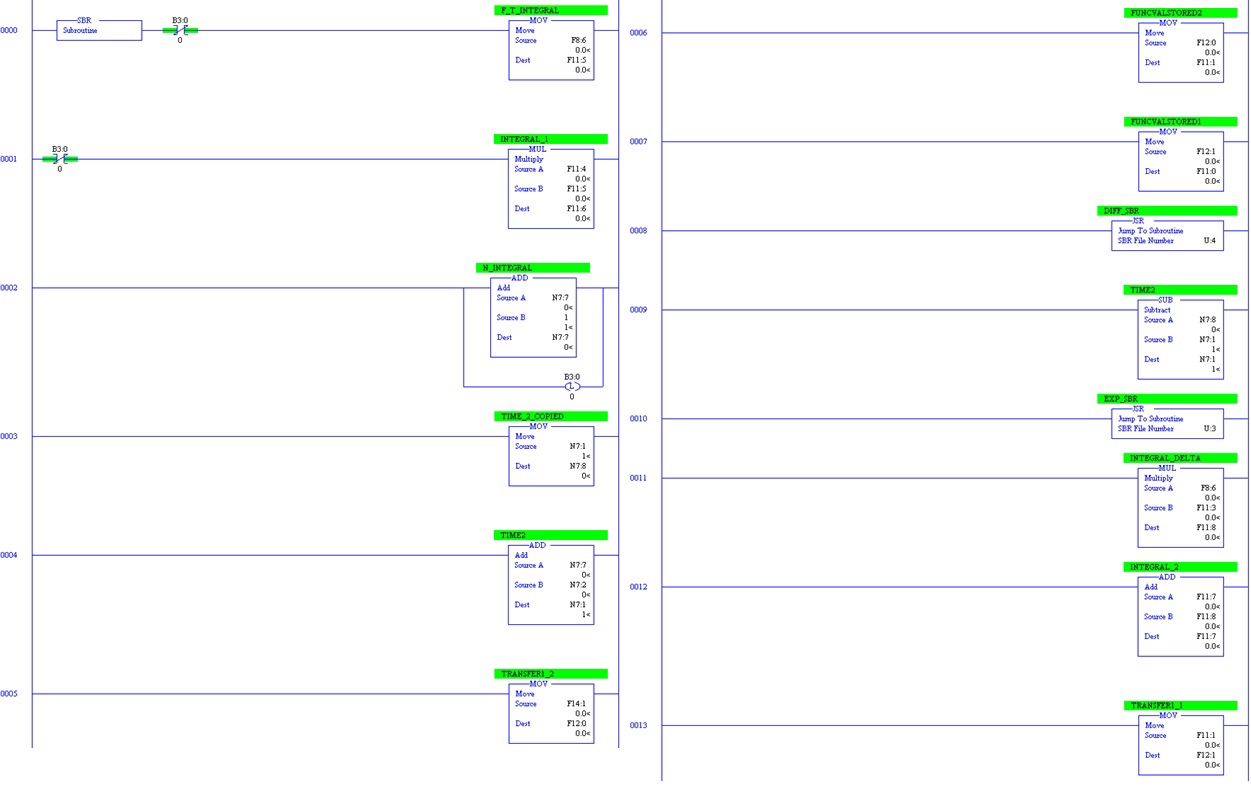 SBR
Subroutine
B3:0
0
0000
F_T_INTEGRAL
MOV
Move
Source F8:6
0.0<
Dest F11:5
0.0<
B3:0
0
0001
INTEGRAL_1
MUL
Multiply
Source A F11:4
0.0<
Source B F11:5
0.0<
Dest F11:6
0.0<
0002
N_INTEGRAL
ADD
Add
Source A N7:7
0<
Source B 1
1<
Dest N7:7
0<
B3:0
L
0
0003
TIME_2_COPIED
MOV
Move
Source N7:1
1<
Dest N7:8
0<
0004
TIME2
ADD
Add
Source A N7:7
0<
Source B N7:2
0<
Dest N7:1
1<
0005
TRANSFER1_2
MOV
Move
Source F14:1
0.0<
Dest F12:0
0.0<
0006
FUNCVALSTORED2
MOV
Move
Source F12:0
0.0<
Dest F11:1
0.0<
0007
FUNCVALSTORED1
MOV
Move
Source F12:1
0.0<
Dest F11:0
0.0<
0008
DIFF_SBR
JSR
Jump To Subroutine
SBR File Number U:4
0009
TIME2
SUB
Subtract
Source A N7:8
0<
Source B N7:1
1<
Dest N7:1
1<
0010
EXP_SBR
JSR
Jump To Subroutine
SBR File Number U:3
0011
INTEGRAL_DELTA
MUL
Multiply
Source A F8:6
0.0<
Source B F11:3
0.0<
Dest F11:8
0.0<
0012
INTEGRAL_2
ADD
Add
Source A F11:7
0.0<
Source B F11:8
0.0<
Dest F11:7
0.0<
0013
TRANSFER1_1
MOV
Move
Source F11:1
0.0<
Dest F12:1
0.0<